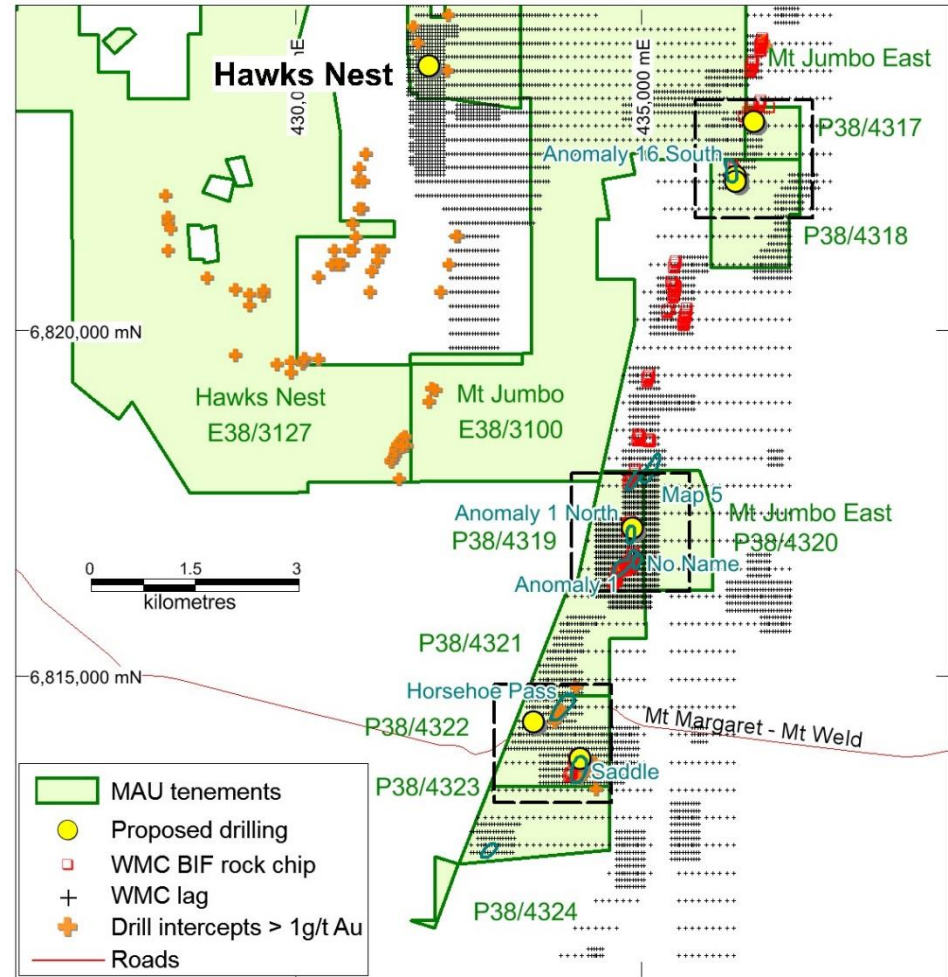 Hawks Nest
430,000 mE
435,000 mE
Mt Jumbo East
P38/4317
Anomaly 16 South
P38/4318
6,820,000 mN
Hawks Nest
E38/3127
Mt Jumbo
E38/3100
Map 5
Anomaly 1 North
P38/4319
Mt Jumbo East
P38/4320
No Name
Anomaly 1
0 1.5 3
kilometres
P38/4321
6,815,000 mN
Horsehoe Pass
P38/4322
Mt Margaret - Mt Weld
Saddle
P38/4323
P38/4324
MAU tenements
Proposed drilling
WMC BIF rock chip
WMC lag
Drill intercepts > 1g/t Au
Roads